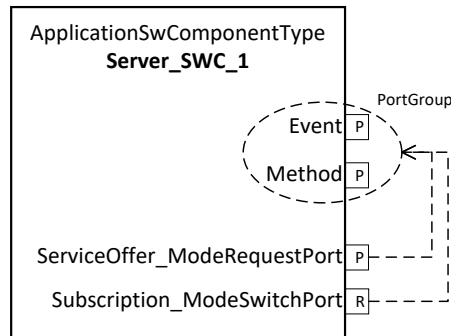 ApplicationSwComponentType
Server_SWC_1
PortGroup
Event P
Method P
ServiceOffer_ModeRequestPort P
Subscription_ModeSwitchPort R